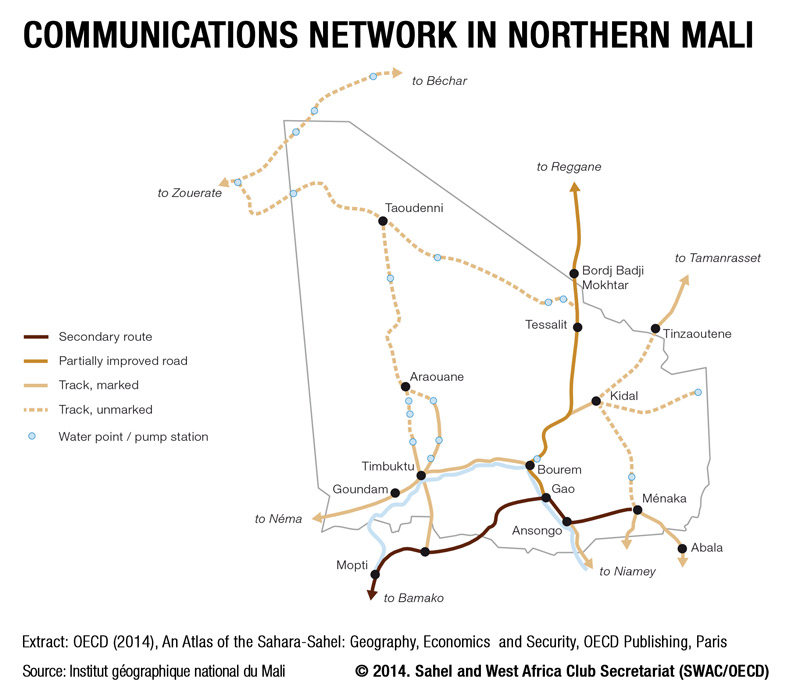 COMMUNICATIONS NETWORK IN NORTHERN MALI
to Béchar
to Reggane
to Zouerate
Taoudenni
to Tamanrasset
Bordj Badji
Mokhtar
Tessalit
Tinzaoutene
Secondary route
Partially improved road
Track, marked
Track, unmarked
Water point / pump station
Araouane
Kidal
Timbuktu
Bourem
Goundam
Gao
Ménaka
to Néma
Ansongo
Abala
Mopti
to Niamey
to Bamako
Extract: OECD (2014), An Atlas of the Sahara-Sahel: Geography, Economics and Security, OECD Publishing, Paris
Source: Institut géographique national du Mali
© 2014. Sahel and West Africa Club Secretariat (SWAC/OECD)